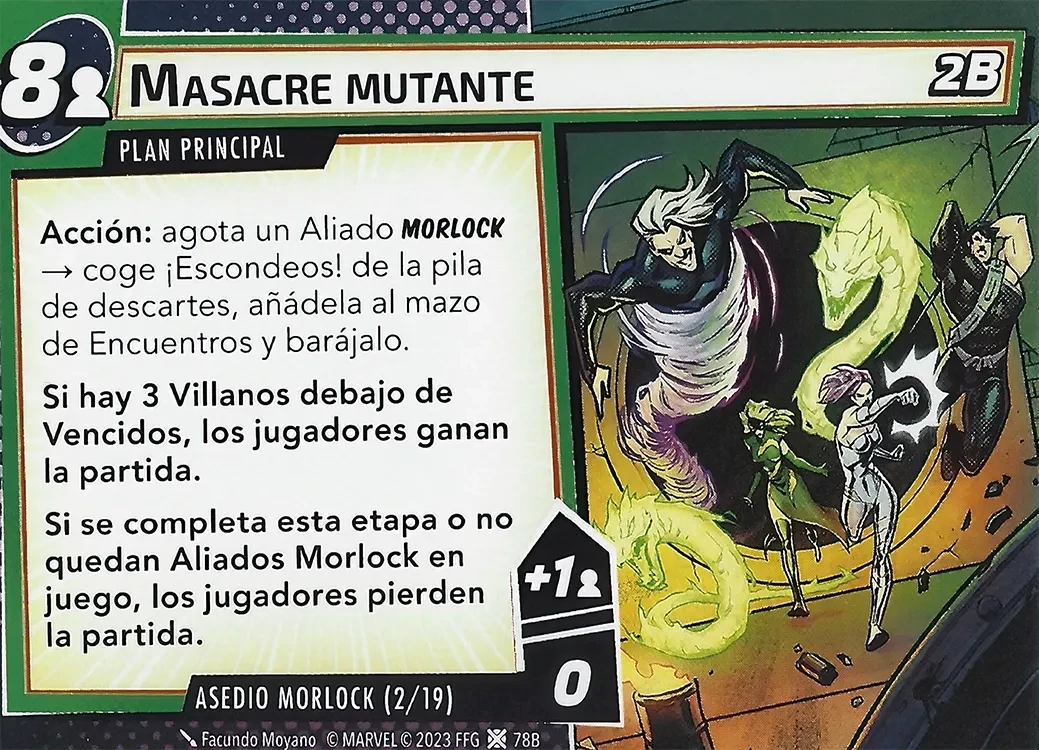 8
MASACRE MUTANTE
2B
PLAN PRINCIPAL
Acción: agota un Aliado MORLOCK
→ coge ¡Escondeos! de la pila
de descartes, añádela al mazo
de Encuentros y barájalo.
Si hay 3 Villanos debajo de
Vencidos, los jugadores ganan
la partida.
Si se completa esta etapa o no
quedan Aliados Morlock en
juego, los jugadores pierden
la partida.
+1
0
ASEDIO MORLOCK (2/19)
Facundo Moyano © MARVEL © 2023 FFG 78B